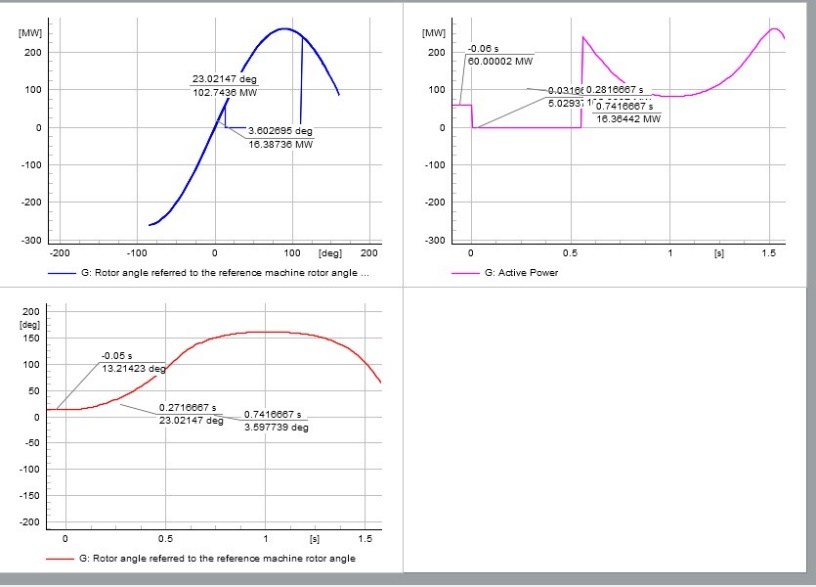 [MW]
200
100
0
-100
-200
-300
-200
-100
0
100
[deg]
200
23.02147 deg
102.7436 MW
3.602695 deg
16.38736 MW
G: Rotor angle referred to the reference machine rotor angle ...
[MW]
200
100
0
-100
-200
-300
0
0.5
1
[s]
1.5
-0.06 s
60.00002 MW
0.0316
0.2816667 s
5.0293
0.7416667 s
16.36442 MW
G: Active Power
200
[deg]
150
100
50
0
-50
-100
-150
-200
0
0.5
1
[s]
1.5
-0.05 s
13.21423 deg
0.2716667 s
23.02147 deg
0.7416667 s
3.597739 deg
G: Rotor angle referred to the reference machine rotor angle